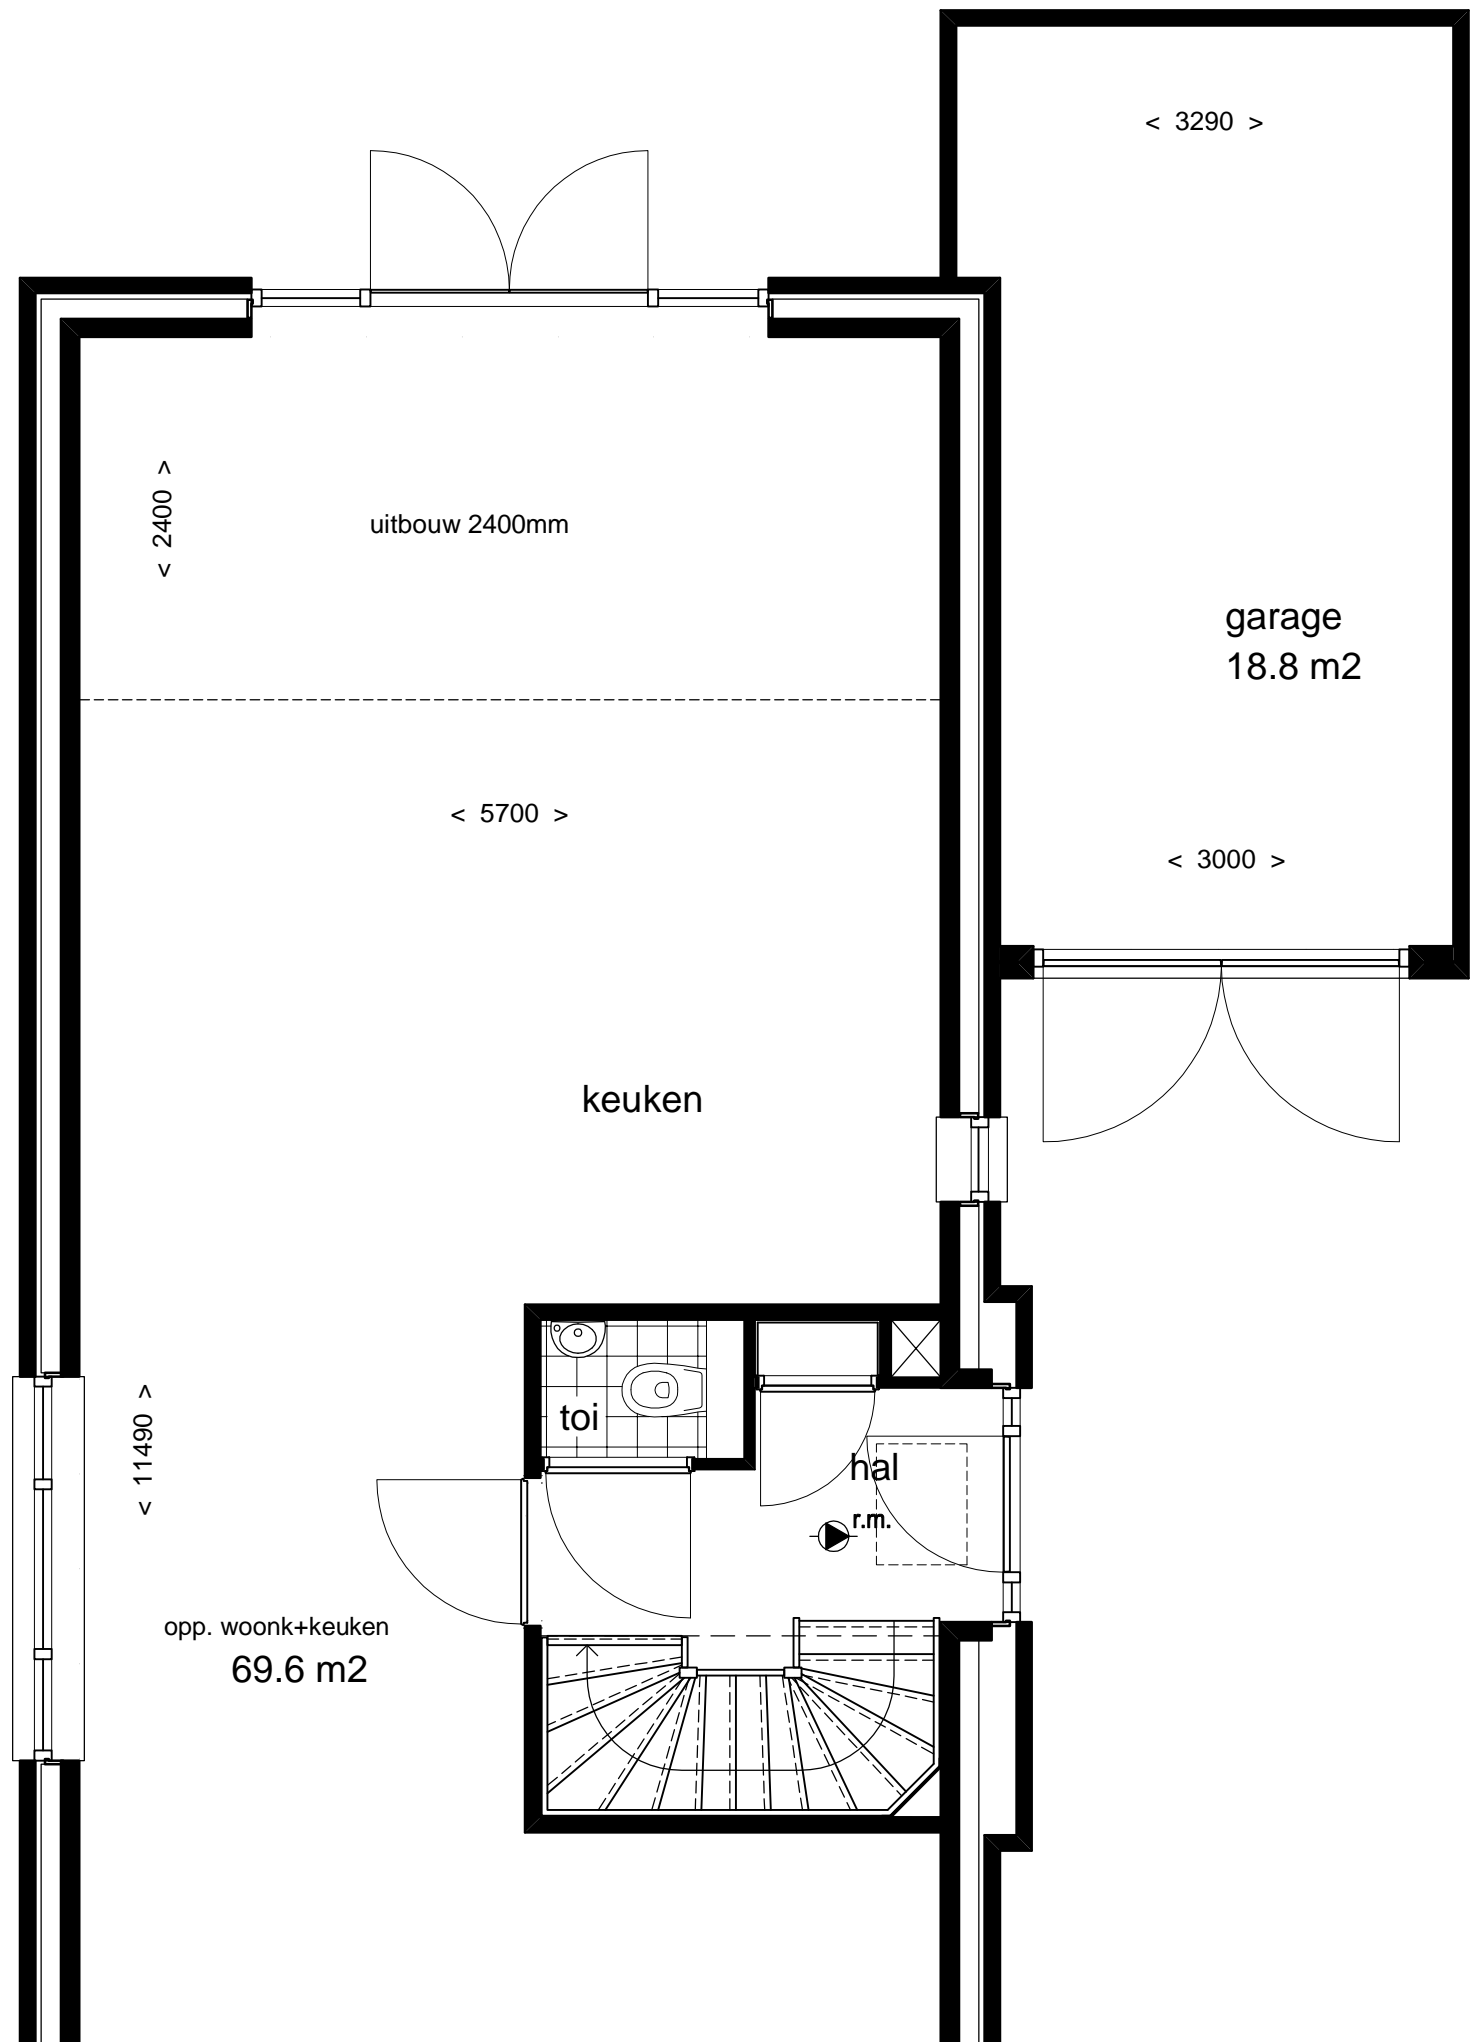 < 3290 >
< 2400 >
uitbouw 2400mm
garage
18.8 m2
< 5700 >
< 3000 >
keuken
< 11490 >
toi
hal
r.m.
opp. woonk+keuken
69.6 m2